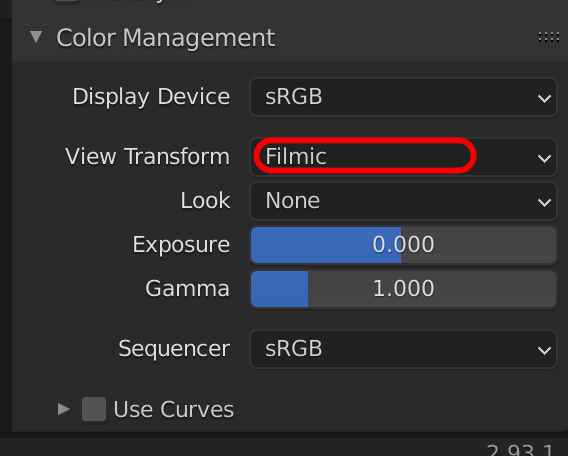 Color Management
Display Device sRGB
View Transform Filmic
Look None
Exposure 0.000
Gamma 1.000
Sequencer sRGB
Use Curves
2.93.1